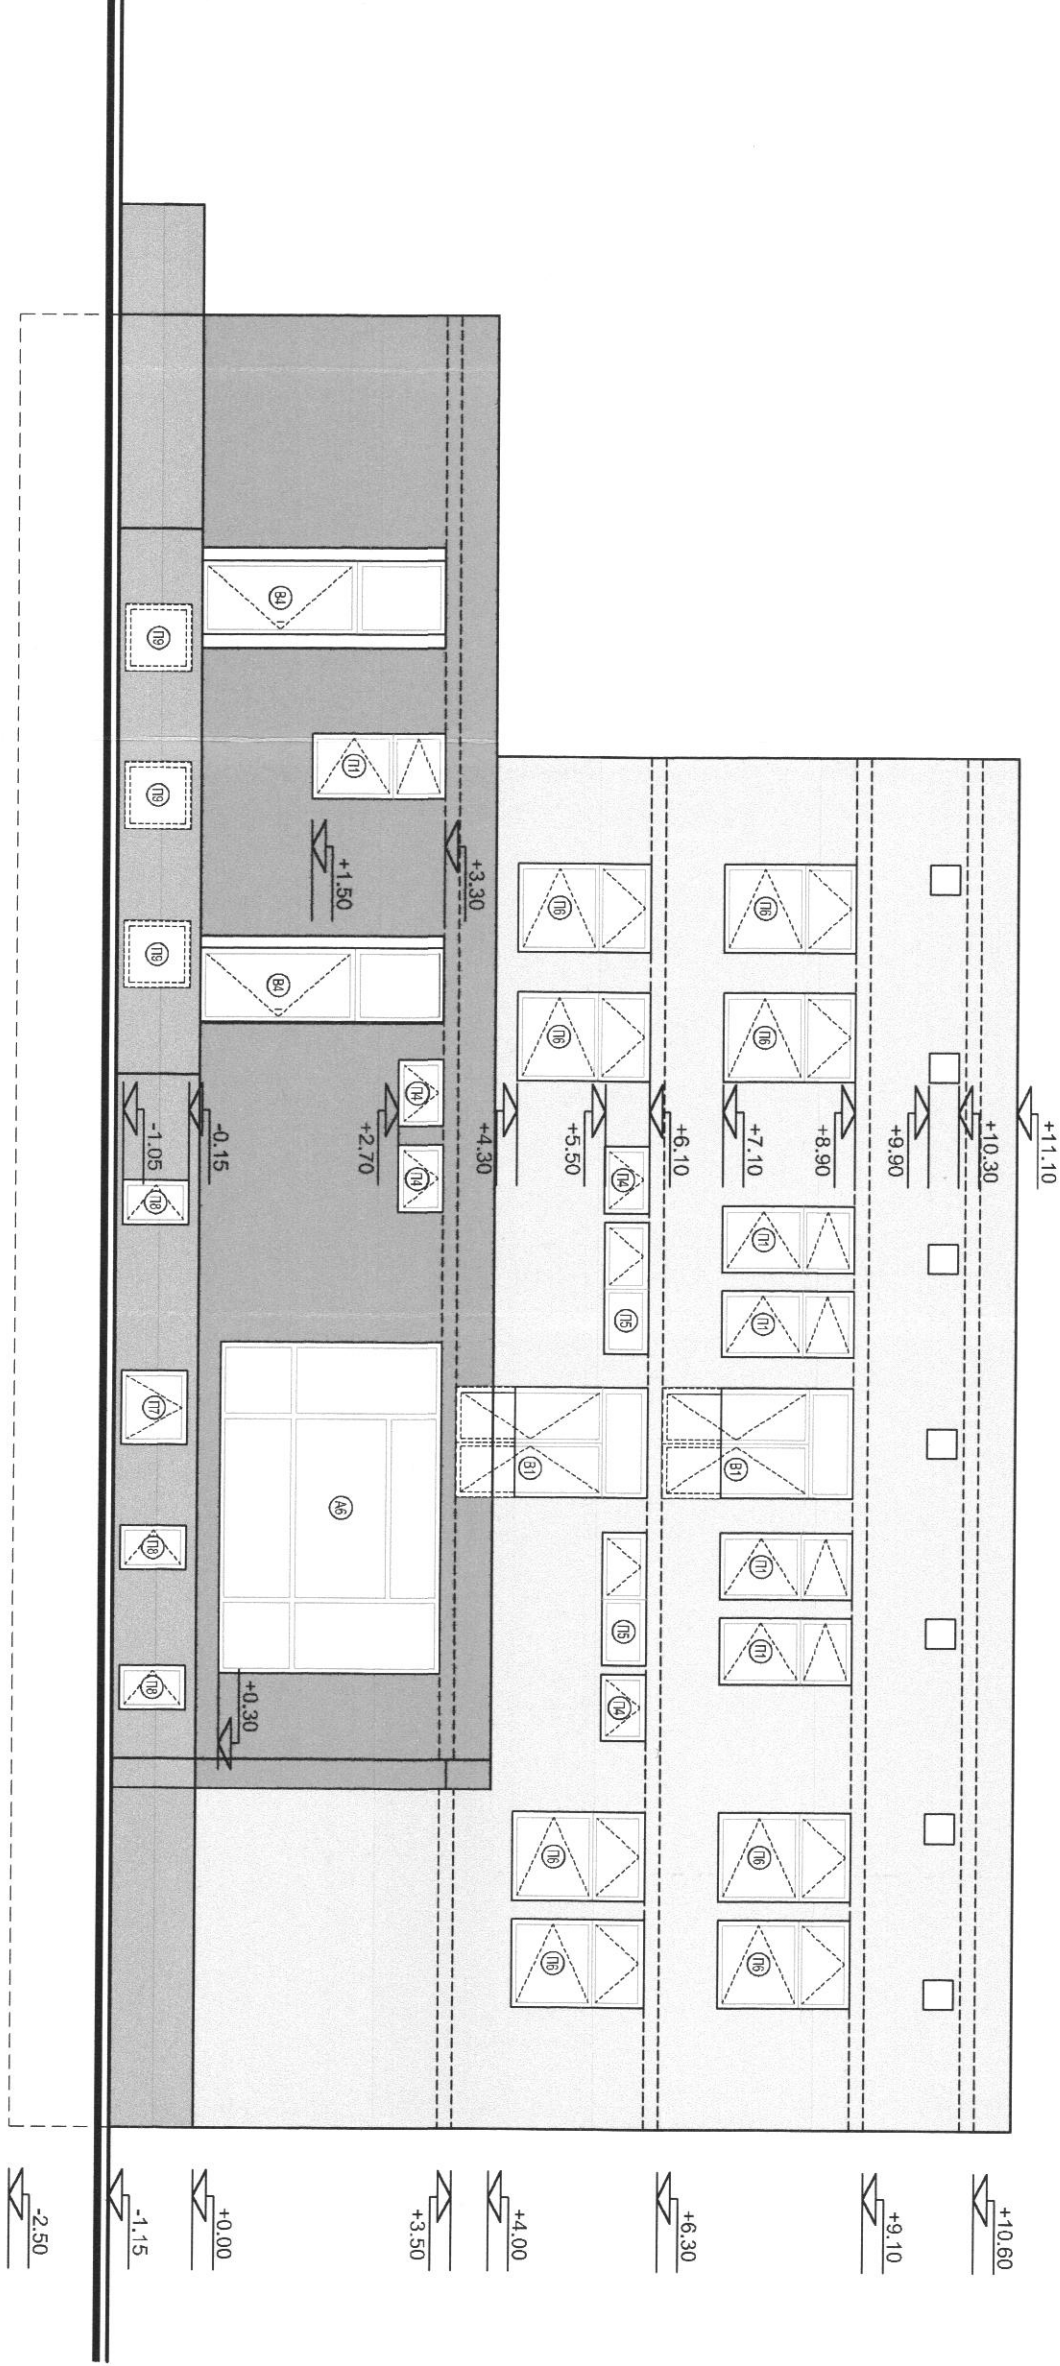 +11.10
+10.30
+9.90
+8.90
+7.10
+6.10
+5.50
+4.30
+10.60
+9.10
+6.30
+4.00
+3.50
+0.00
-1.15
-2.50
П6
П6
П1
П1
В1
П1
П1
П6
П6
П6
П6
П4
П5
В1
П5
П4
П6
П6
+3.30
+1.50
+2.70
-0.15
-1.05
+0.30
В4
П1
В4
П4
П4
А6
П9
П9
П9
П8
П7
П8
П8